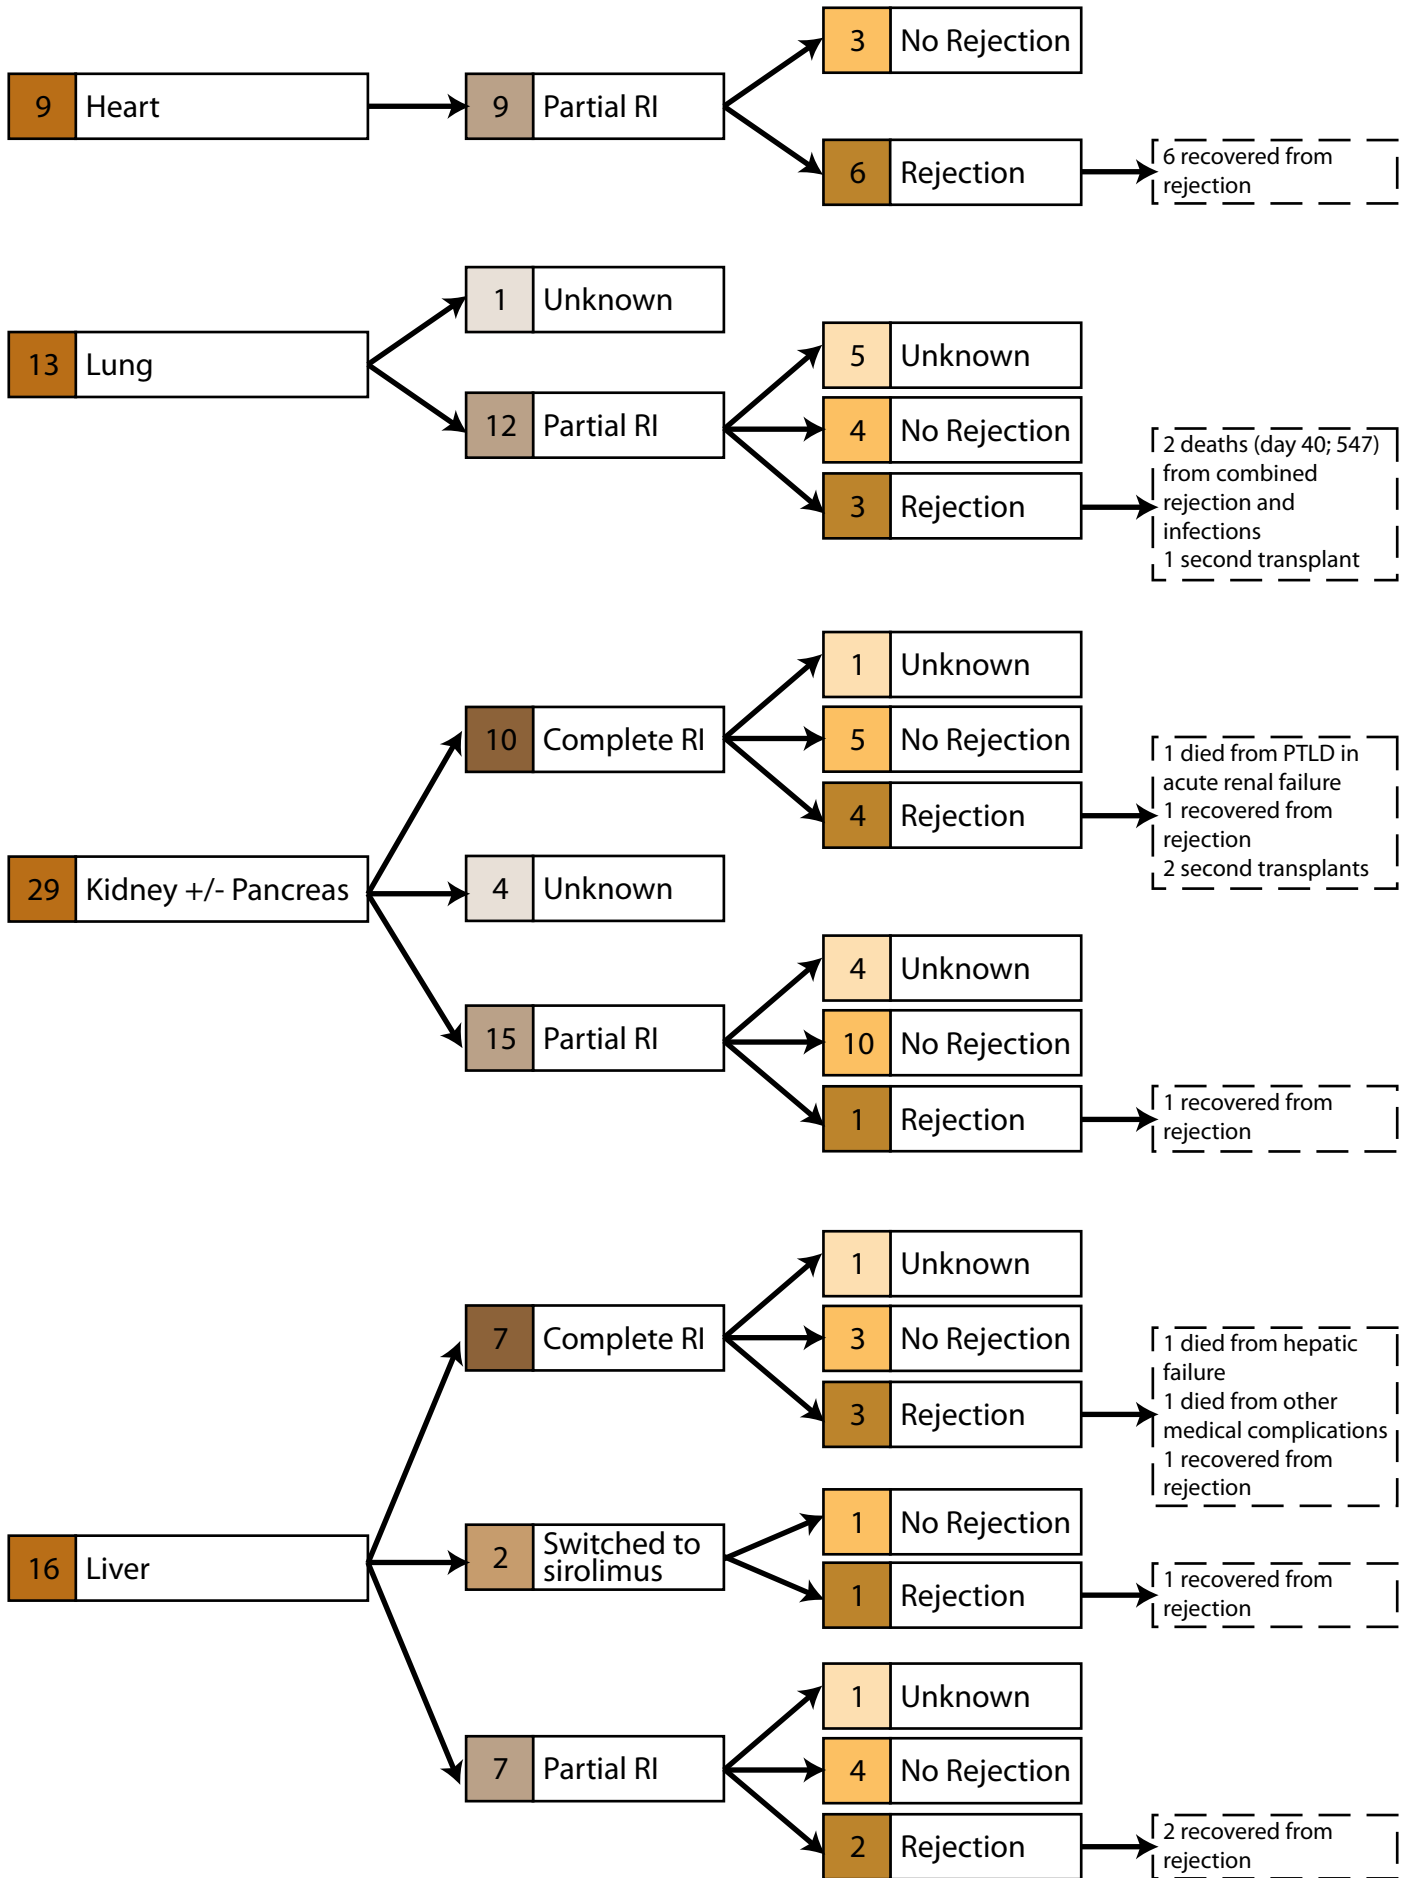 9 Heart
9 Partial RI
3 No Rejection
6 Rejection
6 recovered from
rejection
13 Lung
1 Unknown
12 Partial RI
5 Unknown
4 No Rejection
3 Rejection
2 deaths (day 40; 547)
from combined
rejection and
infections
1 second transplant
29 Kidney +/- Pancreas
10 Complete RI
1 Unknown
5 No Rejection
4 Rejection
1 died from PTLD in
acute renal failure
1 recovered from
rejection
2 second transplants
4 Unknown
15 Partial RI
4 Unknown
10 No Rejection
1 Rejection
1 recovered from
rejection
16 Liver
7 Complete RI
1 Unknown
3 No Rejection
3 Rejection
1 died from hepatic
failure
1 died from other
medical complications
1 recovered from
rejection
2 Switched to
sirolimus
1 No Rejection
1 Rejection
1 recovered from
rejection
7 Partial RI
1 Unknown
4 No Rejection
2 Rejection
2 recovered from
rejection